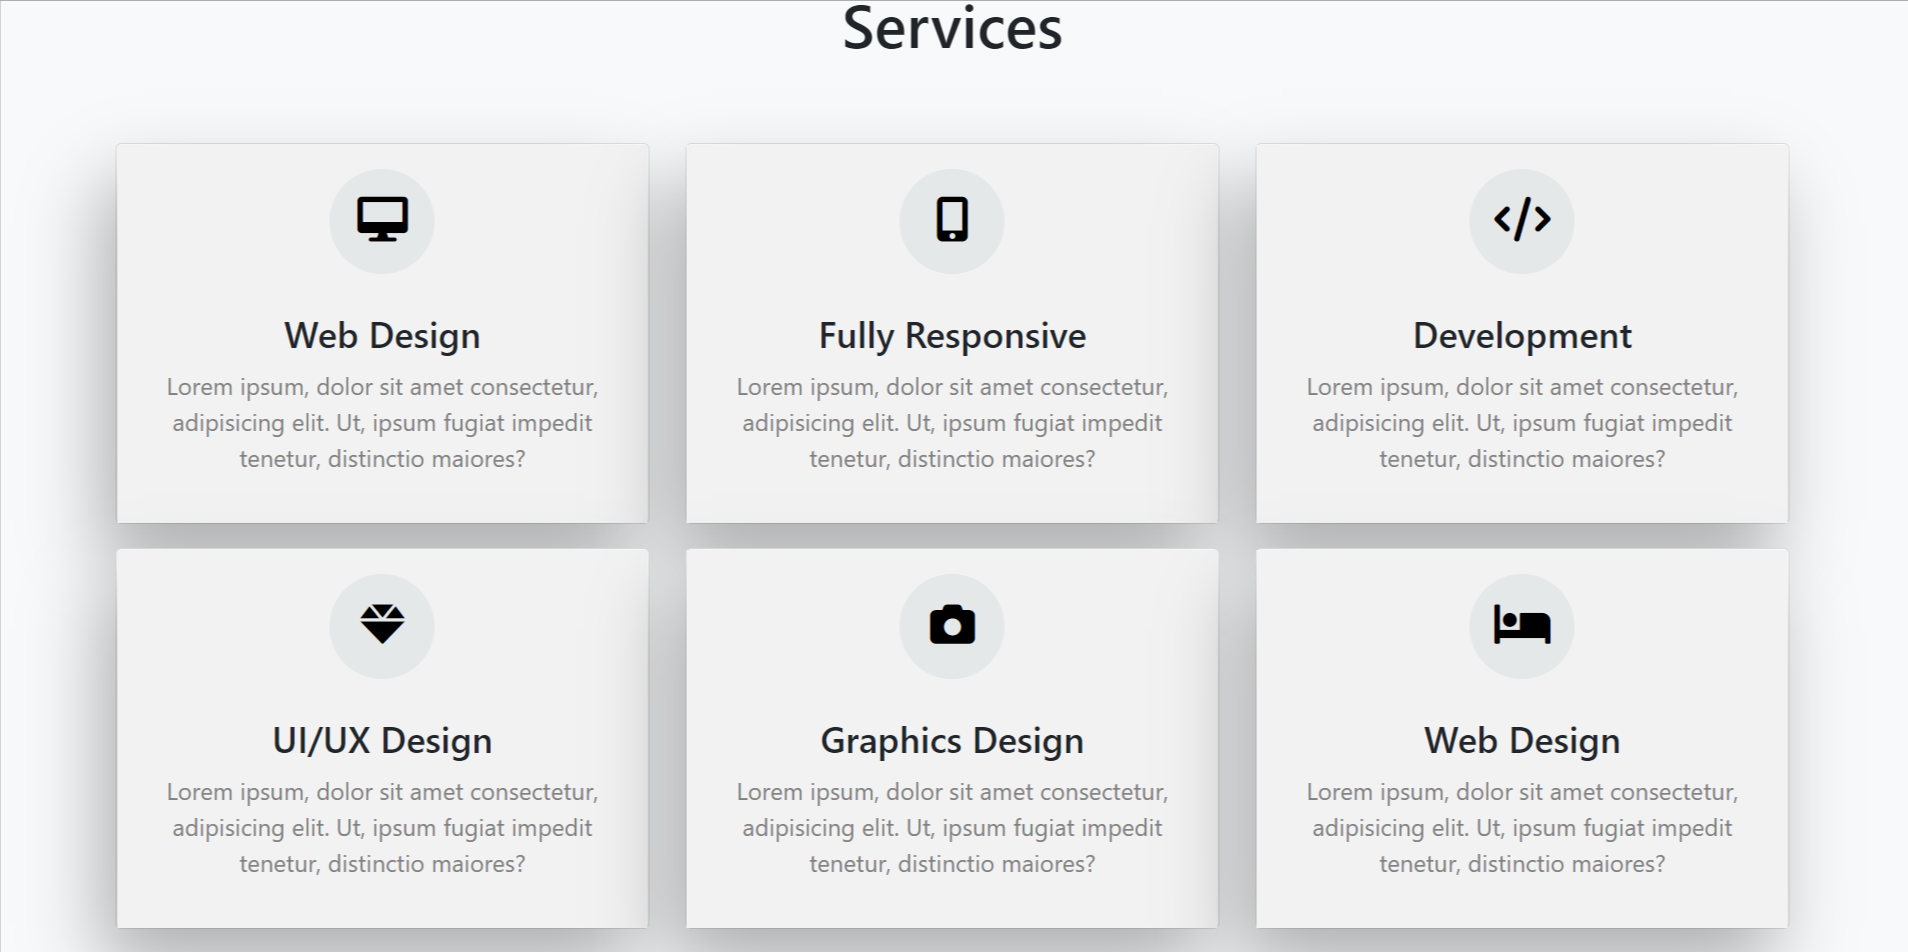 Services
Web Design
Lorem ipsum, dolor sit amet consectetur,
adipisicing elit. Ut, ipsum fugiat impedit
tenetur, distinctio maiores?
Fully Responsive
Lorem ipsum, dolor sit amet consectetur,
adipisicing elit. Ut, ipsum fugiat impedit
tenetur, distinctio maiores?
Development
Lorem ipsum, dolor sit amet consectetur,
adipisicing elit. Ut, ipsum fugiat impedit
tenetur, distinctio maiores?
UI/UX Design
Lorem ipsum, dolor sit amet consectetur,
adipisicing elit. Ut, ipsum fugiat impedit
tenetur, distinctio maiores?
Graphics Design
Lorem ipsum, dolor sit amet consectetur,
adipisicing elit. Ut, ipsum fugiat impedit
tenetur, distinctio maiores?
Web Design
Lorem ipsum, dolor sit amet consectetur,
adipisicing elit. Ut, ipsum fugiat impedit
tenetur, distinctio maiores?